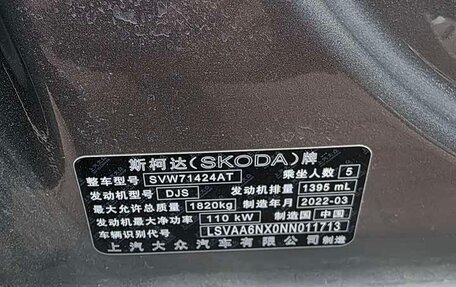 斯柯达(SKODA)牌
整车型号 SVW71424AT 乘坐人数 5
发动机型号 DJS 发动机排量 1395 mL
最大允许总质量 1820kg 制造年月 2022-03
发动机最大净功率 110 kW 制造国 中国
车辆识别代号 LSVAA6NX0NN011713
上汽大众汽车有限公司制造